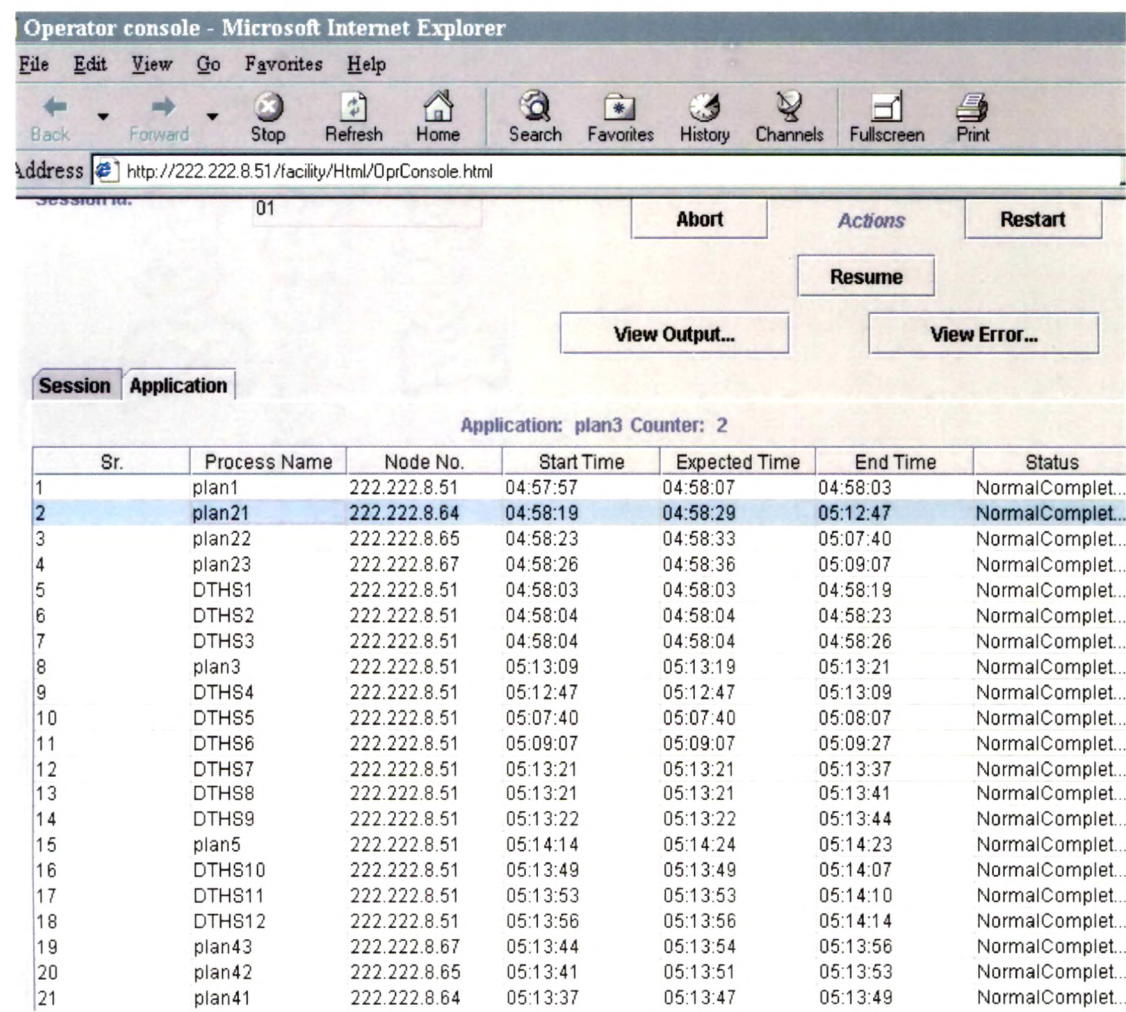 Operator console - Microsoft Internet Explorer
File Edit View Go Favorites Help
Back Forward Stop Refresh Home Search Favorites History Channels Fullscreen Print
Address http://222.222.8.51/facility/Html/OprConsole.html
Session Id: 01 Abort Actions Restart
Resume
View Output... View Error...
Session Application
Application: plan3 Counter: 2
Sr. Process Name Node No. Start Time Expected Time End Time Status
1 plan1 222.222.8.51 04:57:57 04:58:07 04:58:03 NormalComplet...
2 plan21 222.222.8.64 04:58:19 04:58:29 05:12:47 NormalComplet...
3 plan22 222.222.8.65 04:58:23 04:58:33 05:07:40 NormalComplet...
4 plan23 222.222.8.67 04:58:26 04:58:36 05:09:07 NormalComplet...
5 DTHS1 222.222.8.51 04:58:03 04:58:03 04:58:19 NormalComplet...
6 DTHS2 222.222.8.51 04:58:04 04:58:04 04:58:23 NormalComplet...
7 DTHS3 222.222.8.51 04:58:04 04:58:04 04:58:26 NormalComplet...
8 plan3 222.222.8.51 05:13:09 05:13:19 05:13:21 NormalComplet...
9 DTHS4 222.222.8.51 05:12:47 05:12:47 05:13:09 NormalComplet...
10 DTHS5 222.222.8.51 05:07:40 05:07:40 05:08:07 NormalComplet...
11 DTHS6 222.222.8.51 05:09:07 05:09:07 05:09:27 NormalComplet...
12 DTHS7 222.222.8.51 05:13:21 05:13:21 05:13:37 NormalComplet...
13 DTHS8 222.222.8.51 05:13:21 05:13:21 05:13:41 NormalComplet...
14 DTHS9 222.222.8.51 05:13:22 05:13:22 05:13:44 NormalComplet...
15 plan5 222.222.8.51 05:14:14 05:14:24 05:14:23 NormalComplet...
16 DTHS10 222.222.8.51 05:13:49 05:13:49 05:14:07 NormalComplet...
17 DTHS11 222.222.8.51 05:13:53 05:13:53 05:14:10 NormalComplet...
18 DTHS12 222.222.8.51 05:13:56 05:13:56 05:14:14 NormalComplet...
19 plan43 222.222.8.67 05:13:44 05:13:54 05:13:56 NormalComplet...
20 plan42 222.222.8.65 05:13:41 05:13:51 05:13:53 NormalComplet...
21 plan41 222.222.8.64 05:13:37 05:13:47 05:13:49 NormalComplet...